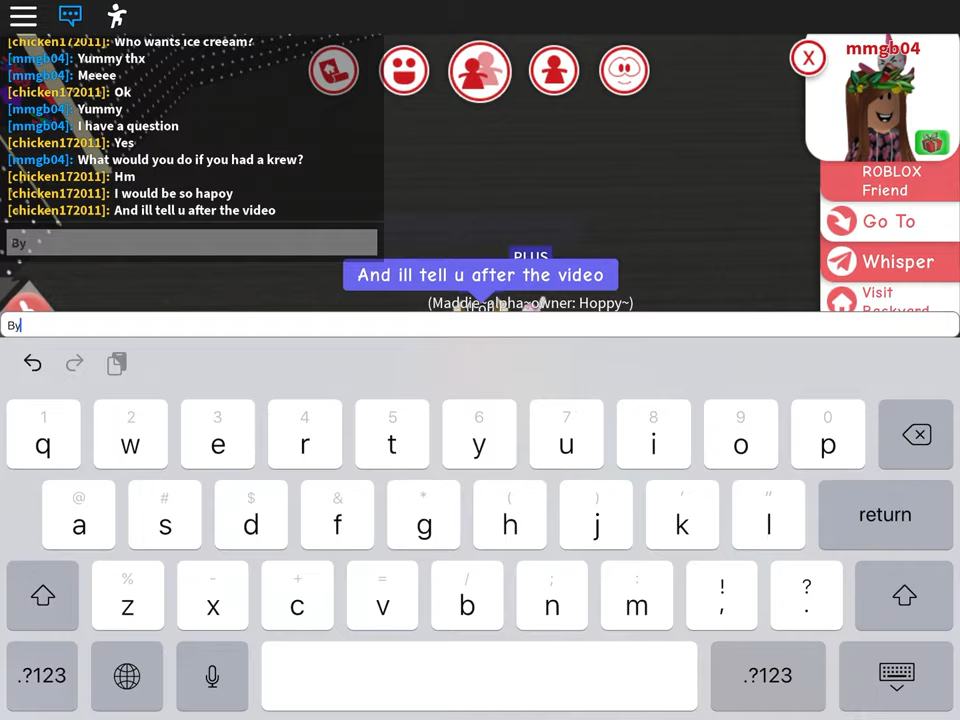 [chicken172011]: Who wants ice creeam?
[mmgb04]: Yummy thx
[mmgb04]: Meeee
[chicken172011]: Ok
[mmgb04]: Yummy
[mmgb04]: I have a question
[chicken172011]: Yes
[mmgb04]: What would you do if you had a krew?
[chicken172011]: Hm
[chicken172011]: I would be so hapoy
[chicken172011]: And ill tell u after the video
By
X
mmgb04
ROBLOX
Friend
Go To
Whisper
Visit
Backyard
PLUS
And ill tell u after the video
(Maddie~alpha~owner: Hoppy~)
By
1 2 3 4 5 6 7 8 9 0
q w e r t y u i o p
@ # $ & * ( ) ' "
a s d f g h j k l return
% - + = / ; : ! ?
z x c v b n m , .
.?123 .?123